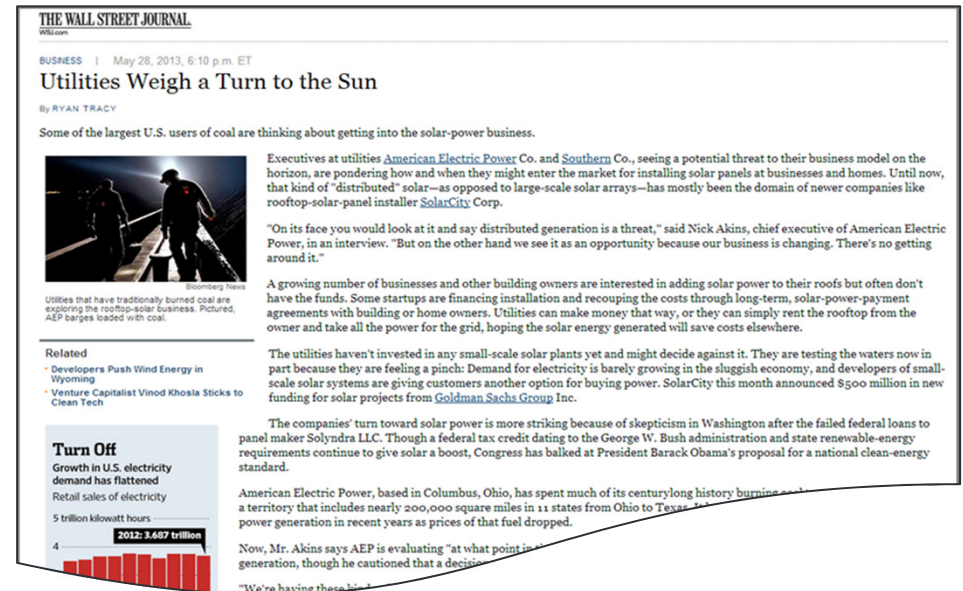 THE WALL STREET JOURNAL.
WSJ.com
BUSINESS | May 28, 2013, 6:10 p.m. ET
Utilities Weigh a Turn to the Sun
By RYAN TRACY
Some of the largest U.S. users of coal are thinking about getting into the solar-power business.
Bloomberg News
Utilities that have traditionally burned coal are
exploring the rooftop-solar business. Pictured,
AEP barges loaded with coal.
Related
Developers Push Wind Energy in
Wyoming
Venture Capitalist Vinod Khosla Sticks to
Clean Tech
Turn Off
Growth in U.S. electricity
demand has flattened
Retail sales of electricity
5 trillion kilowatt hours
2012: 3.687 trillion
4
Executives at utilities American Electric Power Co. and Southern Co., seeing a potential threat to their business model on the
horizon, are pondering how and when they might enter the market for installing solar panels at businesses and homes. Until now,
that kind of "distributed" solar—as opposed to large-scale solar arrays—has mostly been the domain of newer companies like
rooftop-solar-panel installer SolarCity Corp.
"On its face you would look at it and say distributed generation is a threat," said Nick Akins, chief executive of American Electric
Power, in an interview. "But on the other hand we see it as an opportunity because our business is changing. There's no getting
around it."
A growing number of businesses and other building owners are interested in adding solar power to their roofs but often don't
have the funds. Some startups are financing installation and recouping the costs through long-term, solar-power-payment
agreements with building or home owners. Utilities can make money that way, or they can simply rent the rooftop from the
owner and take all the power for the grid, hoping the solar energy generated will save costs elsewhere.
The utilities haven't invested in any small-scale solar plants yet and might decide against it. They are testing the waters now in
part because they are feeling a pinch: Demand for electricity is barely growing in the sluggish economy, and developers of small-
scale solar systems are giving customers another option for buying power. SolarCity this month announced $500 million in new
funding for solar projects from Goldman Sachs Group Inc.
The companies' turn toward solar power is more striking because of skepticism in Washington after the failed federal loans to
panel maker Solyndra LLC. Though a federal tax credit dating to the George W. Bush administration and state renewable-energy
requirements continue to give solar a boost, Congress has balked at President Barack Obama's proposal for a national clean-energy
standard.
American Electric Power, based in Columbus, Ohio, has spent much of its centurylong history burning
a territory that includes nearly 200,000 square miles in 11 states from Ohio to Texas.
power generation in recent years as prices of that fuel dropped.
Now, Mr. Akins says AEP is evaluating "at what point in
generation, though he cautioned that a decision
"We're having these